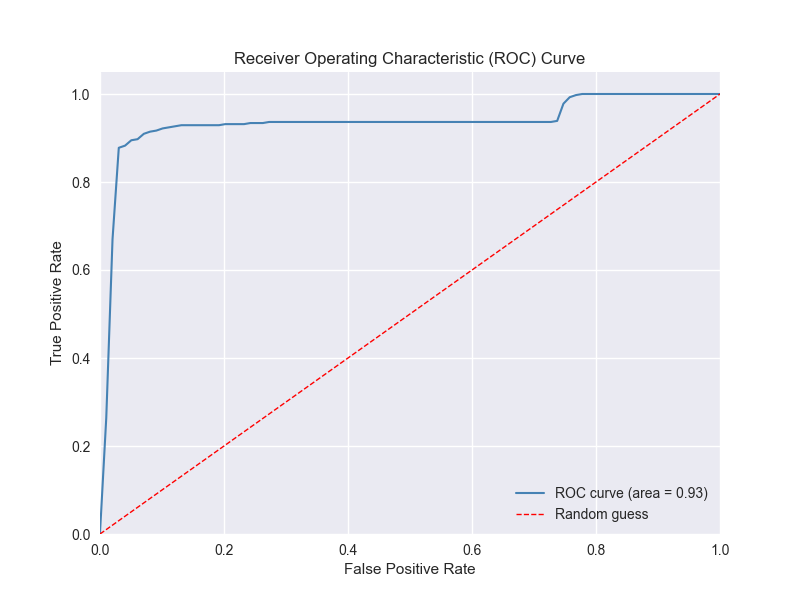 Receiver Operating Characteristic (ROC) Curve
1.0
0.8
0.6
0.4
0.2
0.0
True Positive Rate
ROC curve (area = 0.93)
Random guess
0.0 0.2 0.4 0.6 0.8 1.0
False Positive Rate